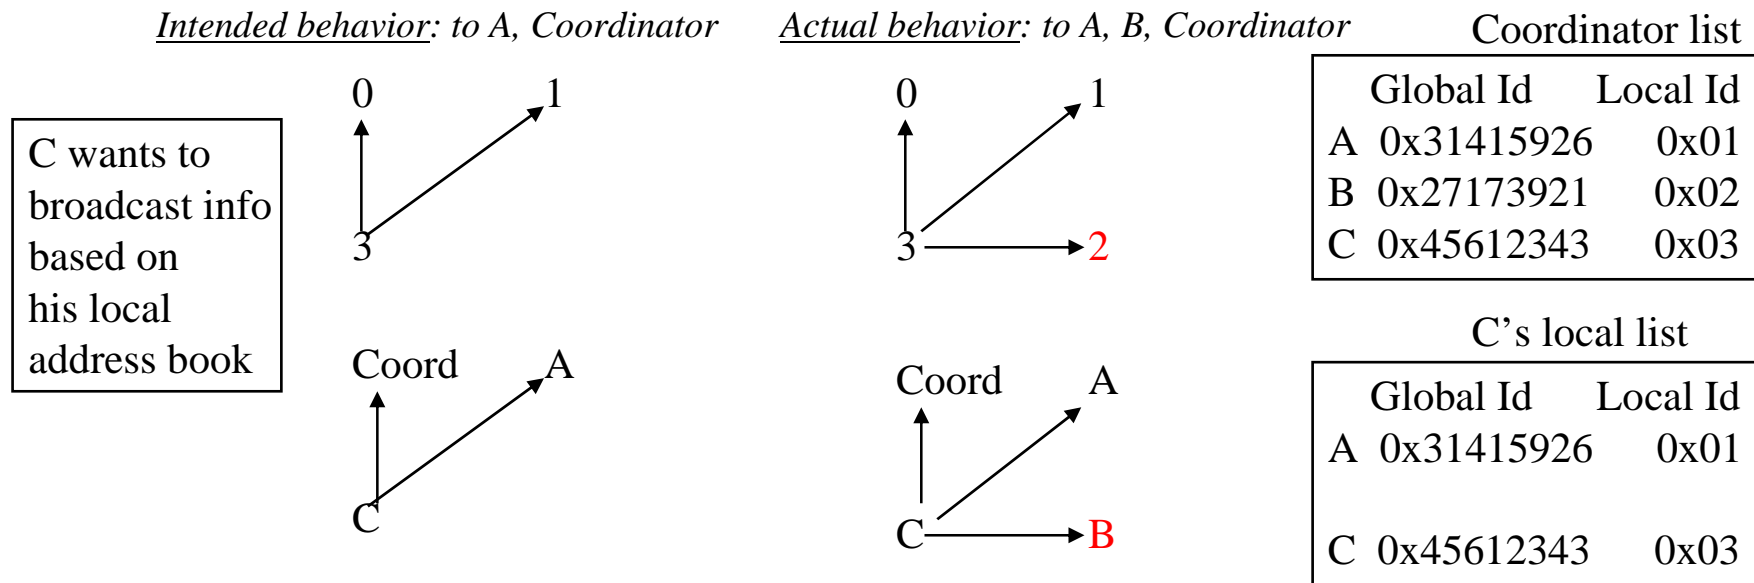 Intended behavior: to A, Coordinator
Actual behavior: to A, B, Coordinator
Coordinator list
C wants to
broadcast info
based on
his local
address book
0 1
3
0 1
3 2
Global Id Local Id
A 0x31415926 0x01
B 0x27173921 0x02
C 0x45612343 0x03
Coord A
C
Coord A
C B
C’s local list
Global Id Local Id
A 0x31415926 0x01
C 0x45612343 0x03